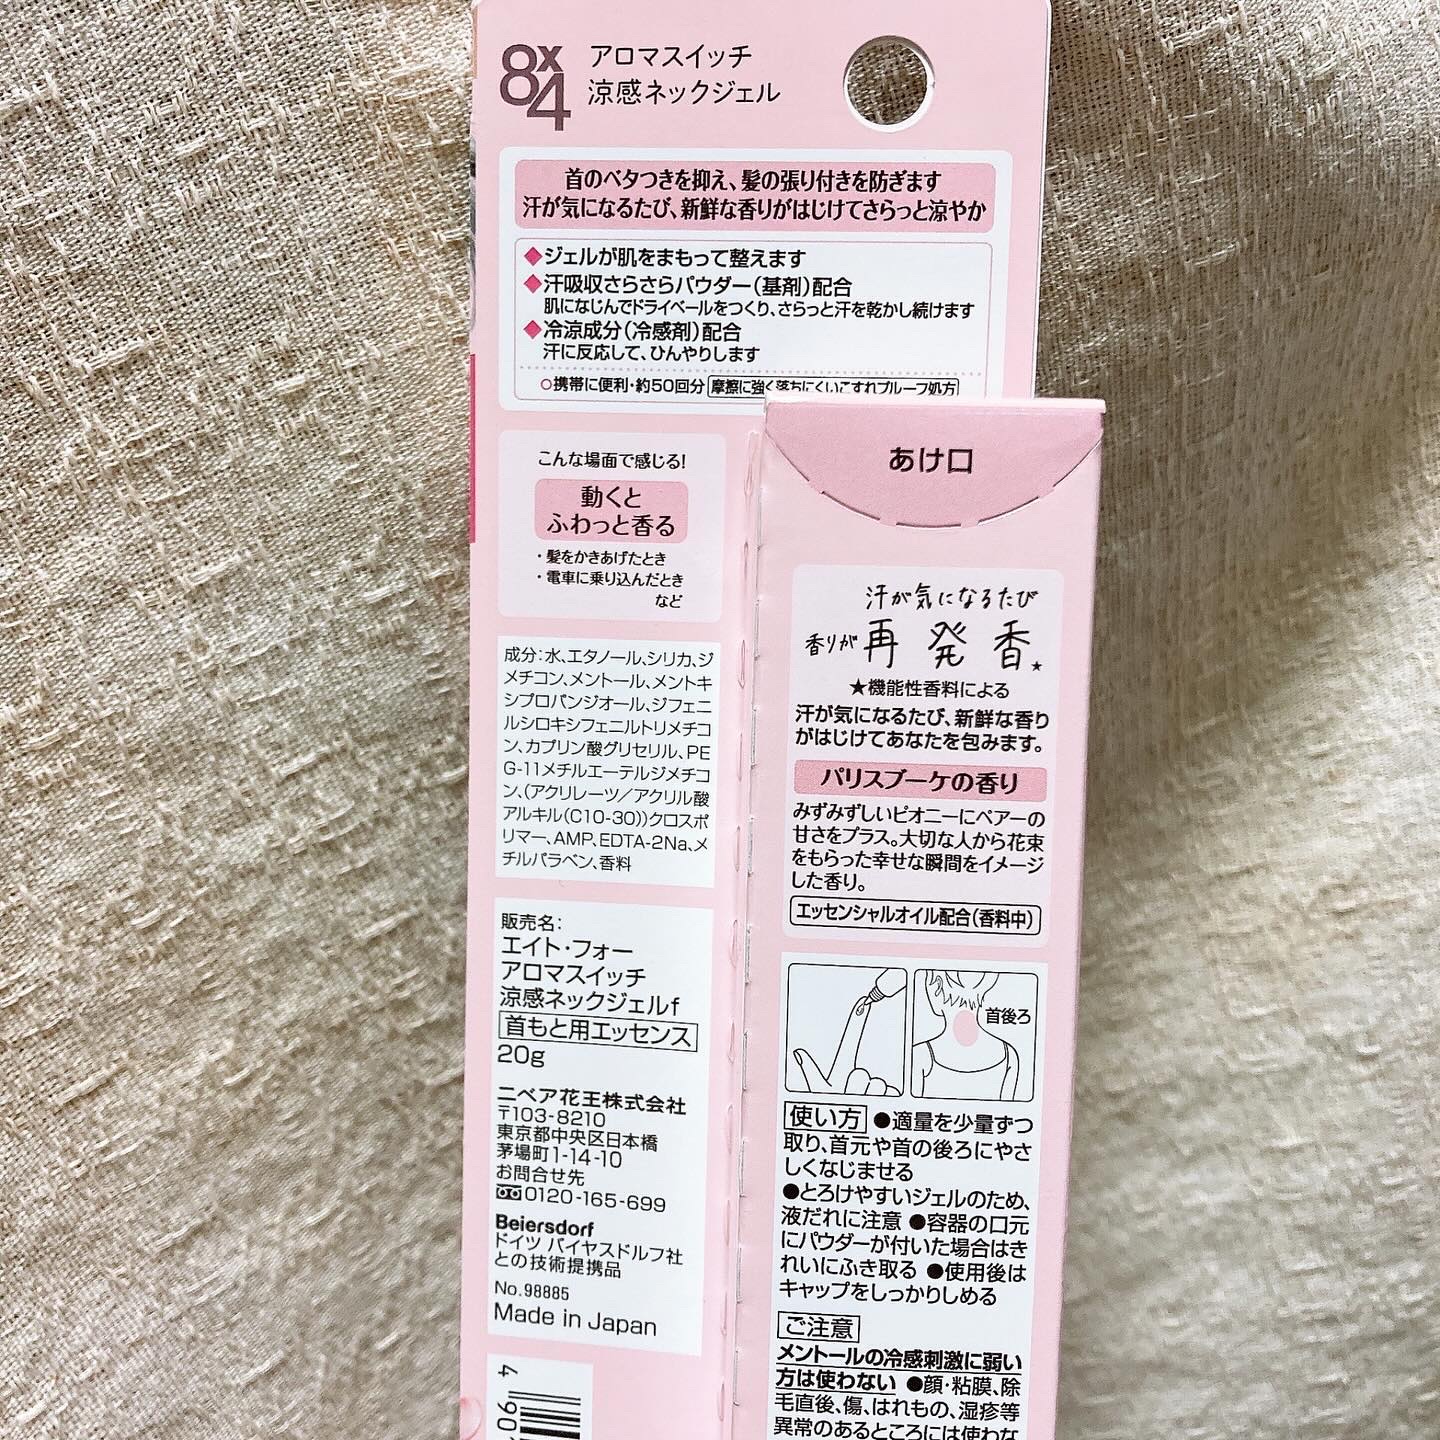 8x4
アロマスイッチ
涼感ネックジェル
首のベタつきを抑え、髪の張り付きを防ぎます
汗が気になるたび、新鮮な香りがはじけてさらっと涼やか
◆ジェルが肌をまもって整えます
◆汗吸収さらさらパウダー(基剤)配合
肌になじんでドライベールをつくり、さらっと汗を乾かし続けます
◆冷涼成分(冷感剤)配合
汗に反応して、ひんやりします
○携帯に便利・約50回分 摩擦に強く落ちにくいこすれプルーフ処方
こんな場面で感じる!
動くと
ふわっと香る
・髪をかきあげたとき
・電車に乗り込んだとき
など
成分:水、エタノール、シリカ、ジ
メチコン、メントール、メントキ
シプロパンジオール、ジフェニ
ルシロキシフェニルトリメチコ
ン、カプリン酸グリセリル、PE
G-11メチルエーテルジメチコ
ン、(アクリレーツ/アクリル酸
アルキル(C10-30))クロスポ
リマー、AMP、EDTA-2Na、メ
チルパラベン、香料
販売名:
エイト・フォー
アロマスイッチ
涼感ネックジェルf
首もと用エッセンス
20g
ニベア花王株式会社
〒103-8210
東京都中央区日本橋
茅場町1-14-10
お問合せ先
0120-165-699
Beiersdorf
ドイツ バイヤスドルフ社
との技術提携品
No.98885
Made in Japan
4 90
あけ口
汗が気になるたび
香りが再発香★
★機能性香料による
汗が気になるたび、新鮮な香り
がはじけてあなたを包みます。
パリスブーケの香り
みずみずしいピオニーにペアーの
甘さをプラス。大切な人から花束
をもらった幸せな瞬間をイメージ
した香り。
エッセンシャルオイル配合(香料中)
首後ろ
使い方 ●適量を少量ずつ
取り、首元や首の後ろにやさ
しくなじませる
●とろけやすいジェルのため、
液だれに注意 ●容器の口元
にパウダーが付いた場合はき
れいにふき取る ●使用後は
キャップをしっかりしめる
ご注意
メントールの冷感刺激に弱い
方は使わない ●顔・粘膜、除
毛直後、傷、はれもの、湿疹等
異常のあるところには使わな